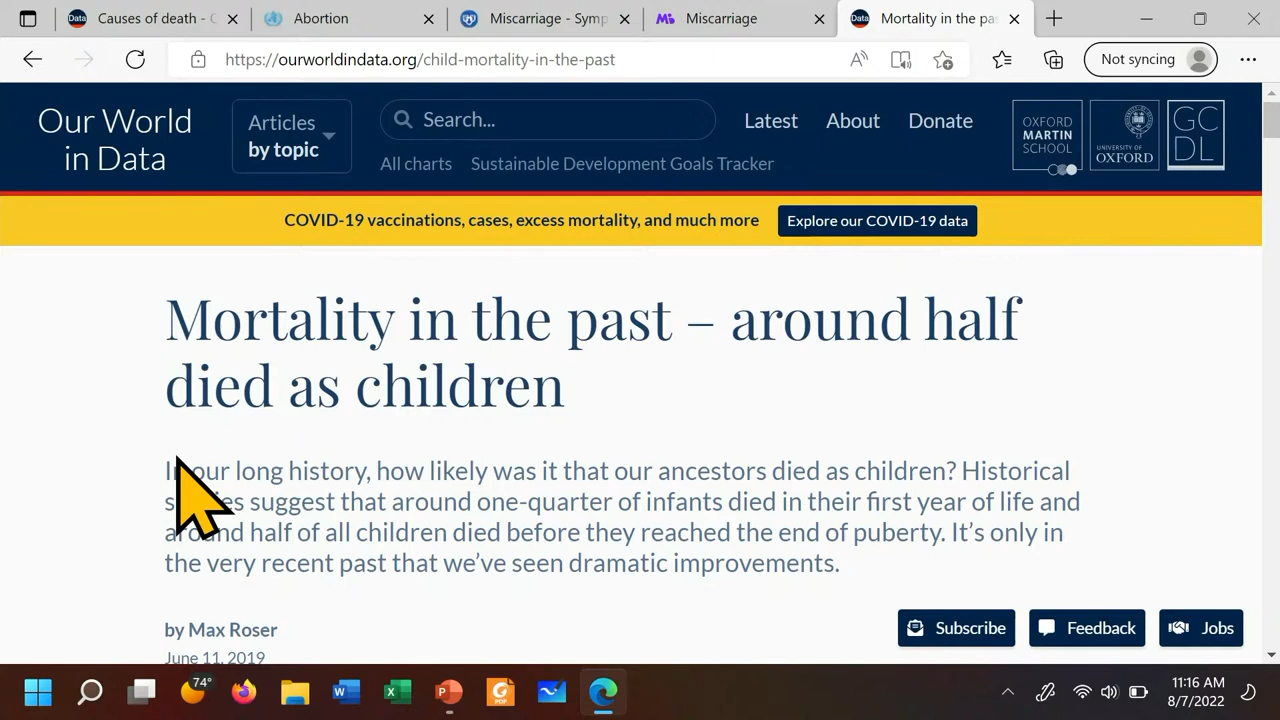 Causes of death - C
Abortion
Miscarriage - Symp
Miscarriage
Mortality in the pas
https://ourworldindata.org/child-mortality-in-the-past
Not syncing
Our World
in Data
Articles
by topic
Search...
Latest
About
Donate
All charts
Sustainable Development Goals Tracker
OXFORD
MARTIN
SCHOOL
UNIVERSITY OF
OXFORD
GC
DL
COVID-19 vaccinations, cases, excess mortality, and much more
Explore our COVID-19 data
Mortality in the past – around half
died as children
In our long history, how likely was it that our ancestors died as children? Historical
suggest that around one-quarter of infants died in their first year of life and
around half of all children died before they reached the end of puberty. It’s only in
the very recent past that we’ve seen dramatic improvements.
by Max Roser
June 11, 2019
Subscribe
Feedback
Jobs
74°
11:16 AM
8/7/2022